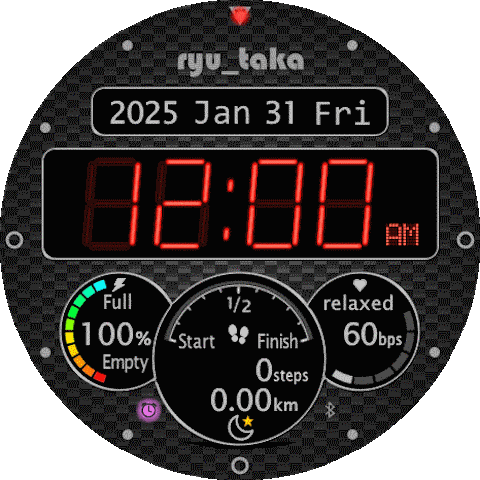 ryu_taka
2025 Jan 31 Fri
12:00 AM
Full
100%
Empty
1/2
Start Finish
0steps
0.00km
relaxed
60bps